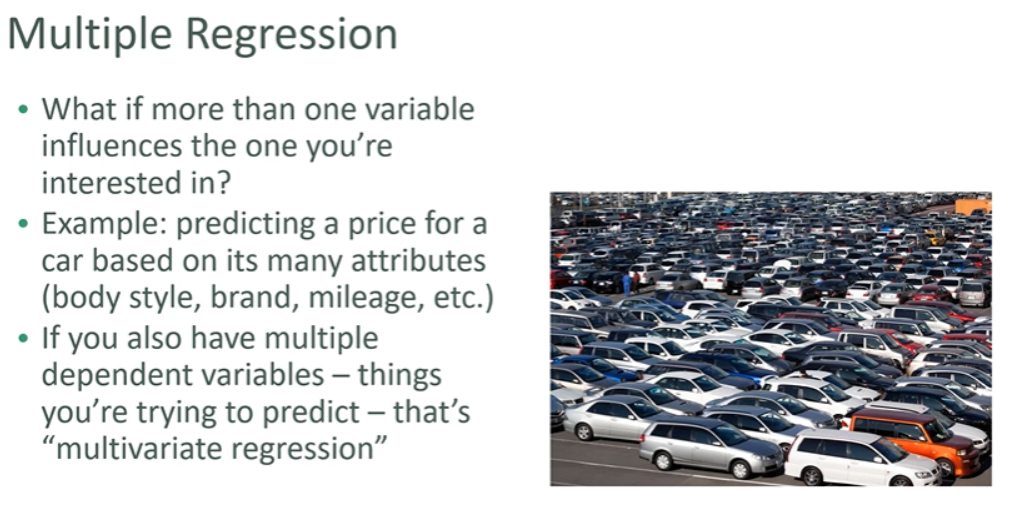 Multiple Regression
• What if more than one variable
influences the one you’re
interested in?
• Example: predicting a price for a
car based on its many attributes
(body style, brand, mileage, etc.)
• If you also have multiple
dependent variables – things
you’re trying to predict – that’s
“multivariate regression”